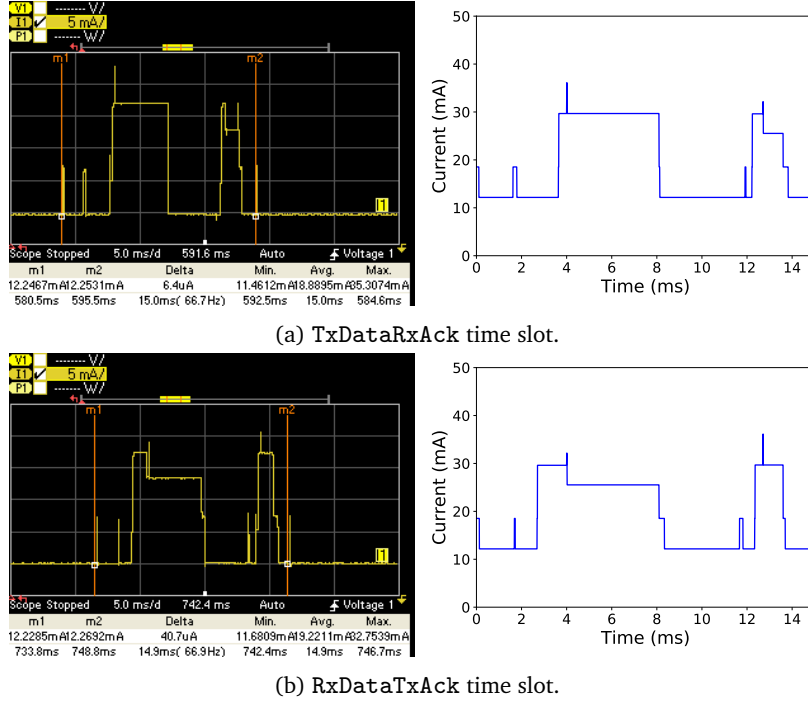 V1 -------- V/
I1 5 mA/
P1 ------- W/
m1 m2
1
Scope Stopped 5.0 ms/d 591.6 ms Auto Voltage 1
m1 m2 Delta Min. Avg. Max.
12.2467mA 12.2531mA 6.4uA 11.4612mA 18.8895mA 35.3074mA
580.5ms 595.5ms 15.0ms( 66.7Hz) 592.5ms 15.0ms 584.6ms
50
40
30
20
10
0
Current (mA)
0 2 4 6 8 10 12 14
Time (ms)
(a) TxDataRxAck time slot.
V1 -------- V/
I1 5 mA/
P1 ------- W/
m1 m2
1
Scope Stopped 5.0 ms/d 742.4 ms Auto Voltage 1
m1 m2 Delta Min. Avg. Max.
12.2285mA 12.2692mA 40.7uA 11.6809mA 19.2211mA 32.7539mA
733.8ms 748.8ms 14.9ms( 66.9Hz) 742.4ms 14.9ms 746.7ms
50
40
30
20
10
0
Current (mA)
0 2 4 6 8 10 12 14
Time (ms)
(b) RxDataTxAck time slot.